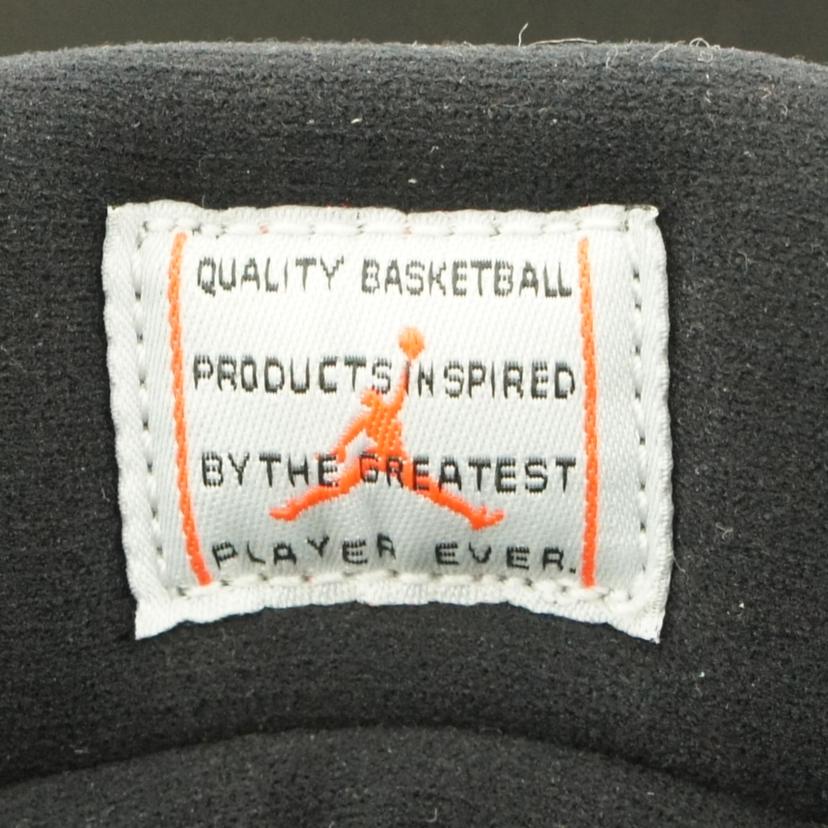 QUALITY BASKETBALL
PRODUCTS INSPIRED
BY THE GREATEST
PLAYER EVER.